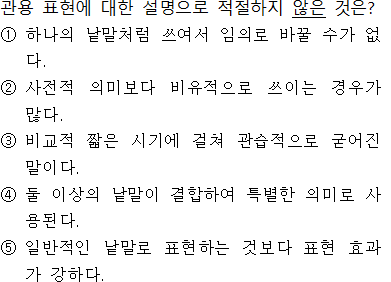 관용 표현에 대한 설명으로 적절하지 않은 것은?
① 하나의 낱말처럼 쓰여서 임의로 바꿀 수가 없
다.
② 사전적 의미보다 비유적으로 쓰이는 경우가
많다.
③ 비교적 짧은 시기에 걸쳐 관습적으로 굳어진
말이다.
④ 둘 이상의 낱말이 결합하여 특별한 의미로 사
용된다.
⑤ 일반적인 낱말로 표현하는 것보다 표현 효과
가 강하다.